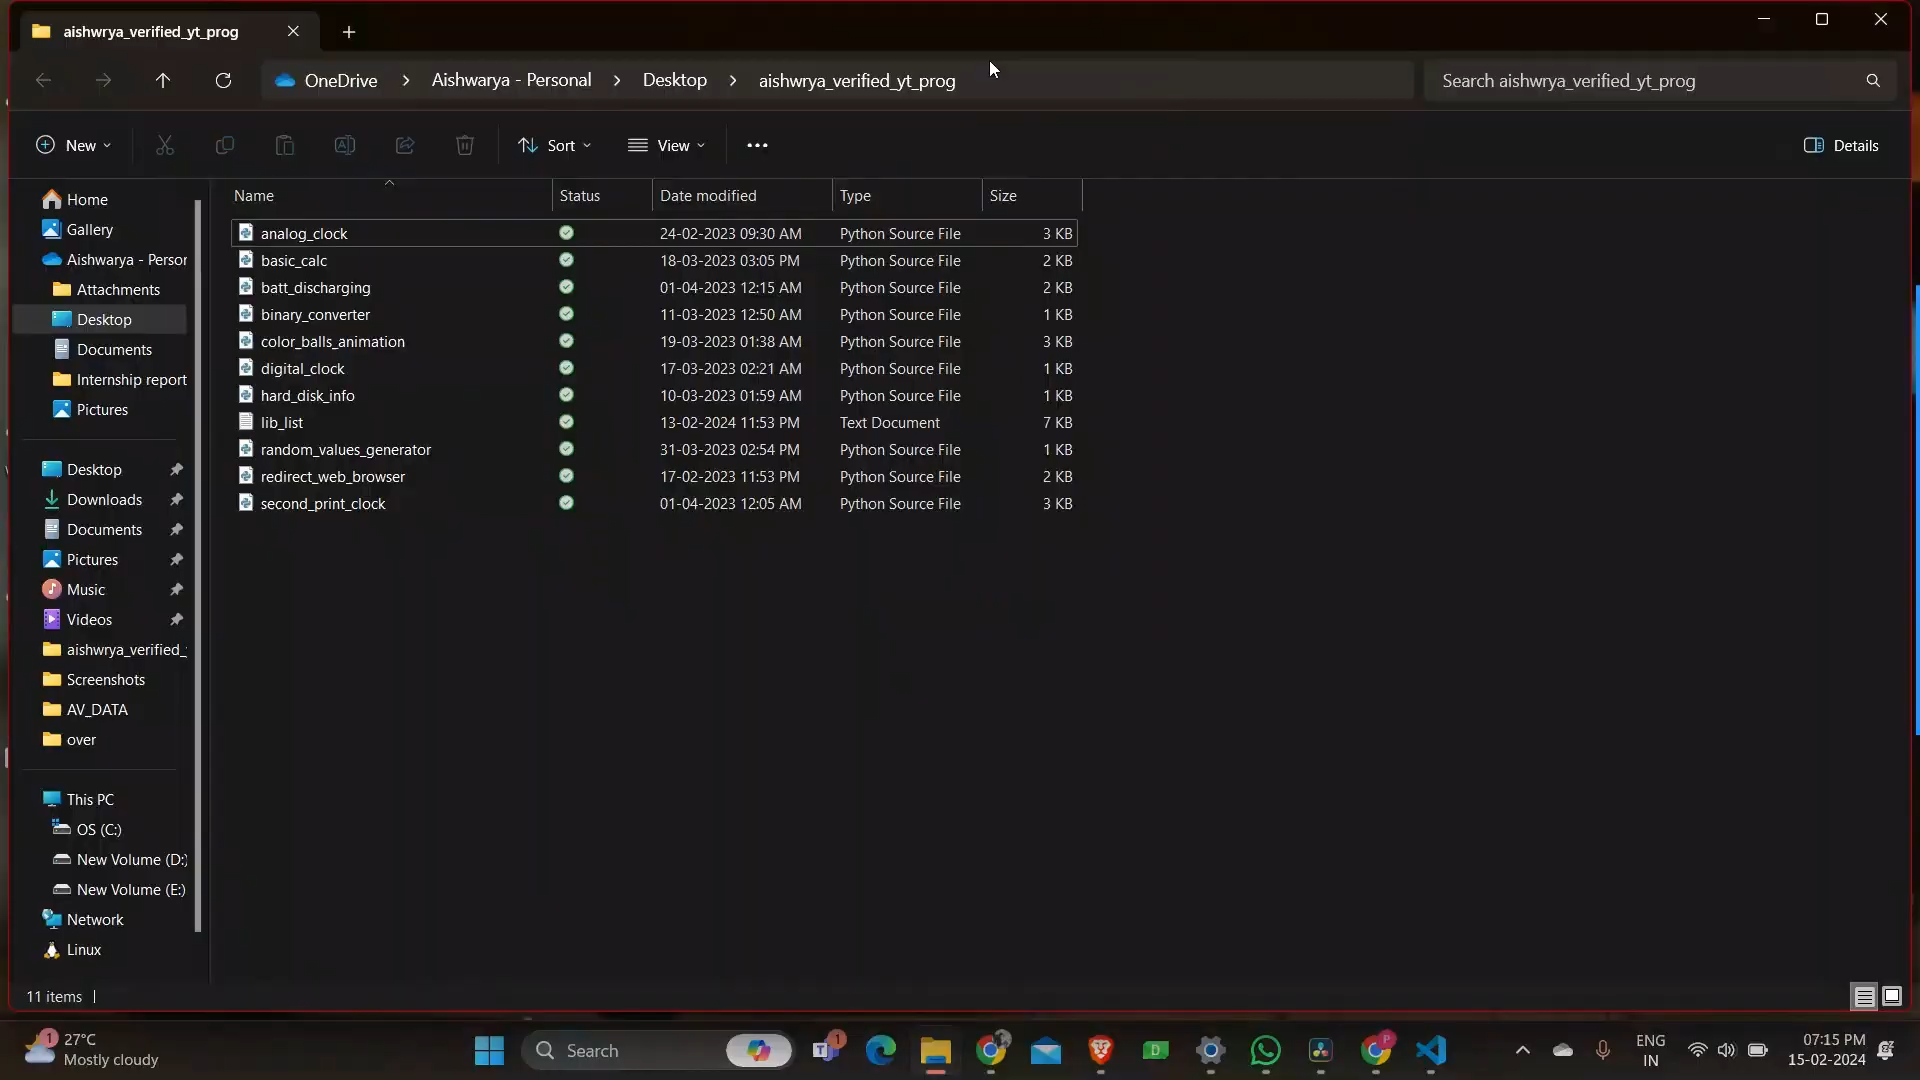 aishwrya_verified_yt_prog
OneDrive > Aishwarya - Personal > Desktop > aishwrya_verified_yt_prog
Search aishwrya_verified_yt_prog
New
Sort
View
Details
Home
Gallery
Aishwarya - Persor
Attachments
Desktop
Documents
Internship report
Pictures
Desktop
Downloads
Documents
Pictures
Music
Videos
aishwrya_verified_
Screenshots
AV_DATA
over
This PC
OS (C:)
New Volume (D:)
New Volume (E:)
Network
Linux
Name Status Date modified Type Size
analog_clock 24-02-2023 09:30 AM Python Source File 3 KB
basic_calc 18-03-2023 03:05 PM Python Source File 2 KB
batt_discharging 01-04-2023 12:15 AM Python Source File 2 KB
binary_converter 11-03-2023 12:50 AM Python Source File 1 KB
color_balls_animation 19-03-2023 01:38 AM Python Source File 3 KB
digital_clock 17-03-2023 02:21 AM Python Source File 1 KB
hard_disk_info 10-03-2023 01:59 AM Python Source File 1 KB
lib_list 13-02-2024 11:53 PM Text Document 7 KB
random_values_generator 31-03-2023 02:54 PM Python Source File 1 KB
redirect_web_browser 17-02-2023 11:53 PM Python Source File 2 KB
second_print_clock 01-04-2023 12:05 AM Python Source File 3 KB
11 items
1
27°C
Mostly cloudy
Search
T
1
D
P
ENG
IN
07:15 PM
15-02-2024